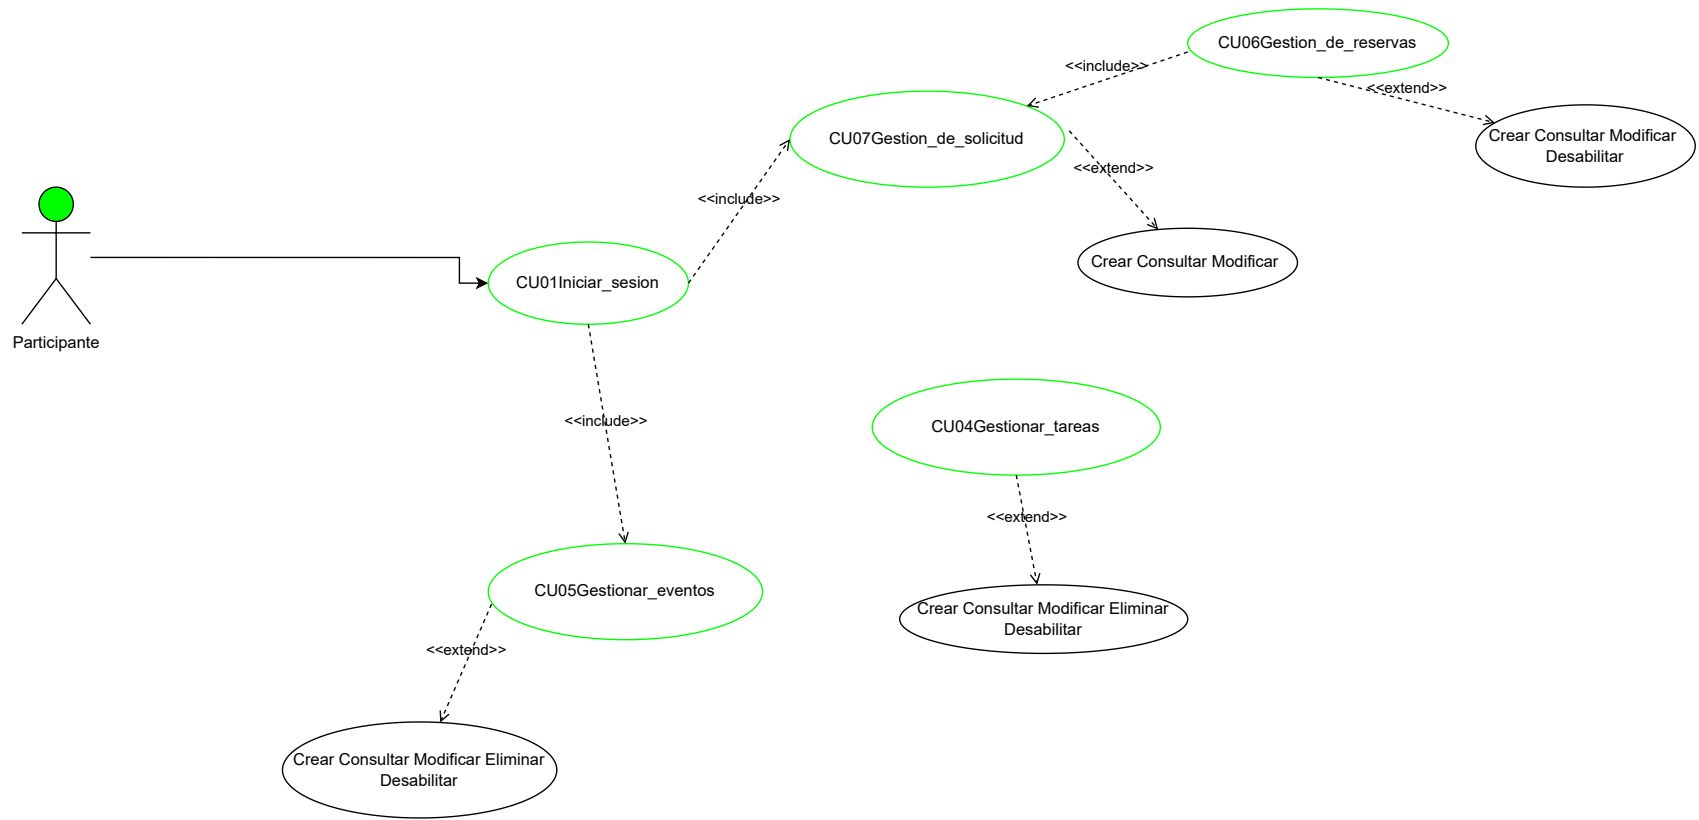 CU06Gestion_de_reservas
<<include>>
<<extend>>
CU07Gestion_de_solicitud
Crear Consultar Modificar
Desabilitar
<<extend>>
<<include>>
Crear Consultar Modificar
CU01Iniciar_sesion
Participante
<<include>>
CU04Gestionar_tareas
<<extend>>
CU05Gestionar_eventos
Crear Consultar Modificar Eliminar
Desabilitar
<<extend>>
Crear Consultar Modificar Eliminar
Desabilitar